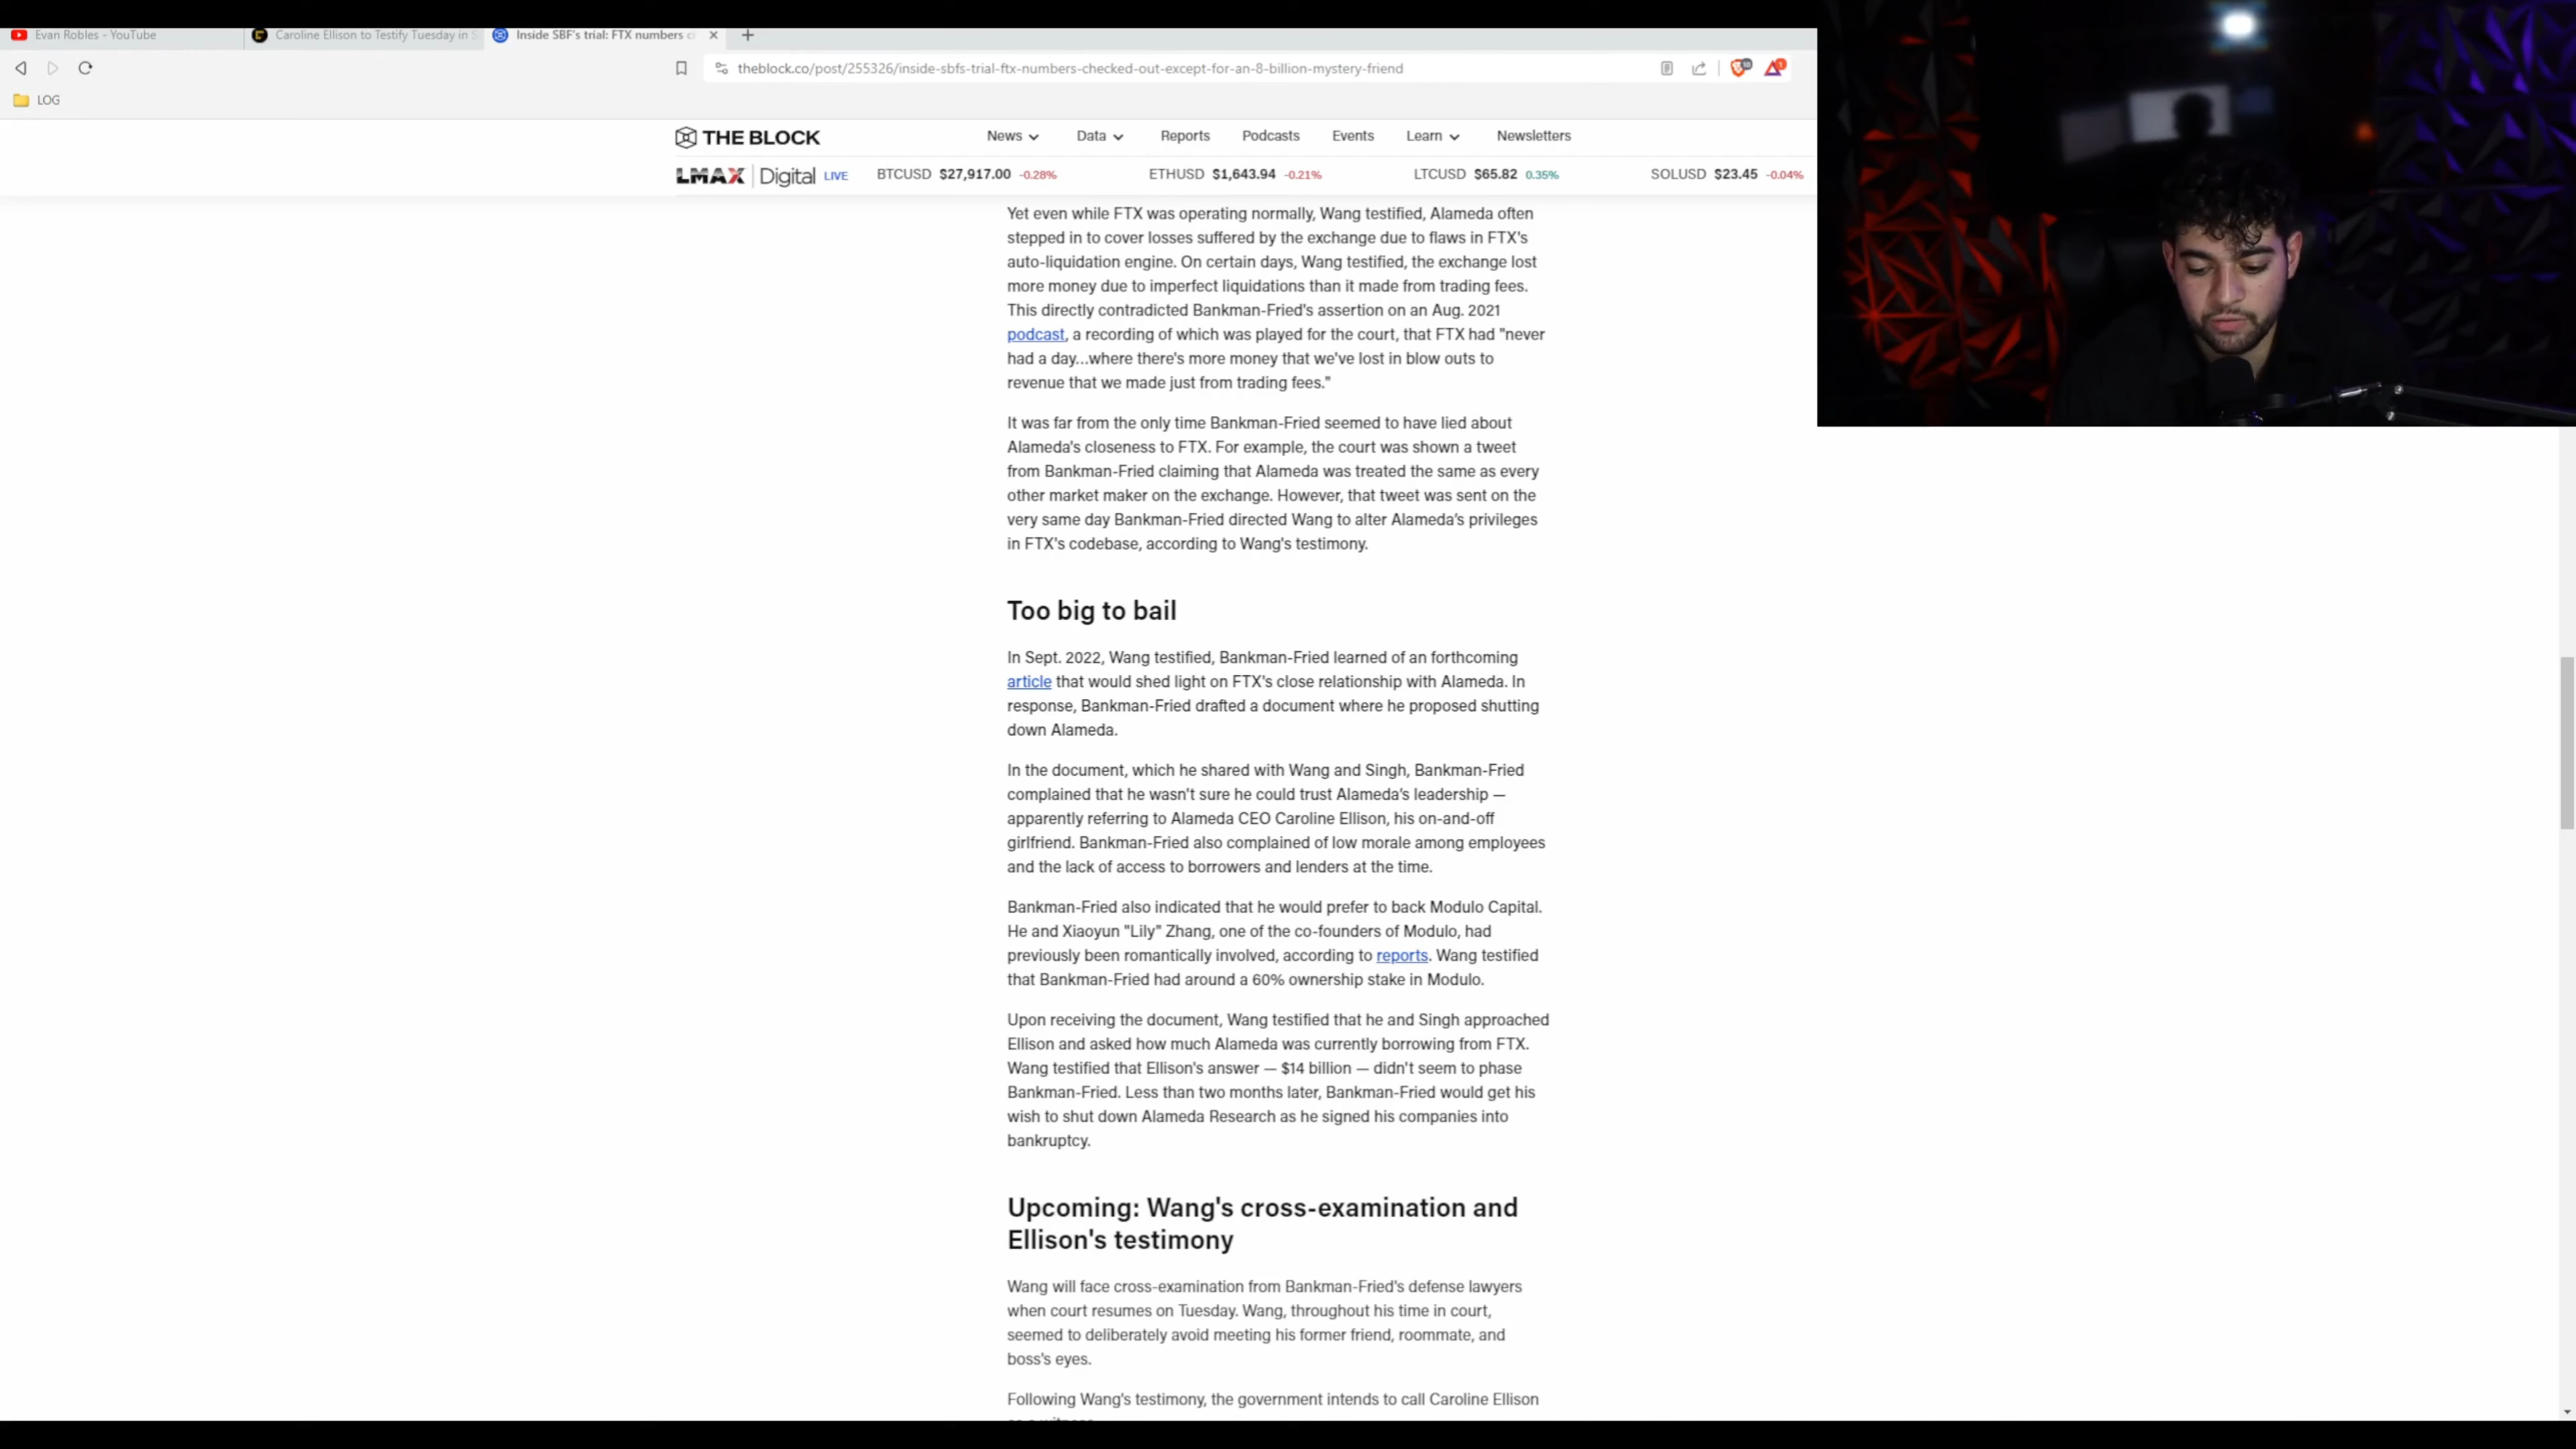 Evan Robles - YouTube
Caroline Ellison to Testify Tuesday in S
Inside SBF's trial: FTX numbers c
theblock.co/post/255326/inside-sbfs-trial-ftx-numbers-checked-out-except-for-an-8-billion-mystery-friend
LOG
THE BLOCK
News
Data
Reports
Podcasts
Events
Learn
Newsletters
LMAX Digital LIVE
BTCUSD $27,917.00 -0.28%
ETHUSD $1,643.94 -0.21%
LTCUSD $65.82 0.35%
SOLUSD $23.45 -0.04%
Yet even while FTX was operating normally, Wang testified, Alameda often
stepped in to cover losses suffered by the exchange due to flaws in FTX's
auto-liquidation engine. On certain days, Wang testified, the exchange lost
more money due to imperfect liquidations than it made from trading fees.
This directly contradicted Bankman-Fried's assertion on an Aug. 2021
podcast, a recording of which was played for the court, that FTX had "never
had a day...where there's more money that we've lost in blow outs to
revenue that we made just from trading fees."
It was far from the only time Bankman-Fried seemed to have lied about
Alameda's closeness to FTX. For example, the court was shown a tweet
from Bankman-Fried claiming that Alameda was treated the same as every
other market maker on the exchange. However, that tweet was sent on the
very same day Bankman-Fried directed Wang to alter Alameda's privileges
in FTX's codebase, according to Wang's testimony.
Too big to bail
In Sept. 2022, Wang testified, Bankman-Fried learned of an forthcoming
article that would shed light on FTX's close relationship with Alameda. In
response, Bankman-Fried drafted a document where he proposed shutting
down Alameda.
In the document, which he shared with Wang and Singh, Bankman-Fried
complained that he wasn't sure he could trust Alameda's leadership —
apparently referring to Alameda CEO Caroline Ellison, his on-and-off
girlfriend. Bankman-Fried also complained of low morale among employees
and the lack of access to borrowers and lenders at the time.
Bankman-Fried also indicated that he would prefer to back Modulo Capital.
He and Xiaoyun "Lily" Zhang, one of the co-founders of Modulo, had
previously been romantically involved, according to reports. Wang testified
that Bankman-Fried had around a 60% ownership stake in Modulo.
Upon receiving the document, Wang testified that he and Singh approached
Ellison and asked how much Alameda was currently borrowing from FTX.
Wang testified that Ellison's answer — $14 billion — didn't seem to phase
Bankman-Fried. Less than two months later, Bankman-Fried would get his
wish to shut down Alameda Research as he signed his companies into
bankruptcy.
Upcoming: Wang's cross-examination and
Ellison's testimony
Wang will face cross-examination from Bankman-Fried's defense lawyers
when court resumes on Tuesday. Wang, throughout his time in court,
seemed to deliberately avoid meeting his former friend, roommate, and
boss's eyes.
Following Wang's testimony, the government intends to call Caroline Ellison